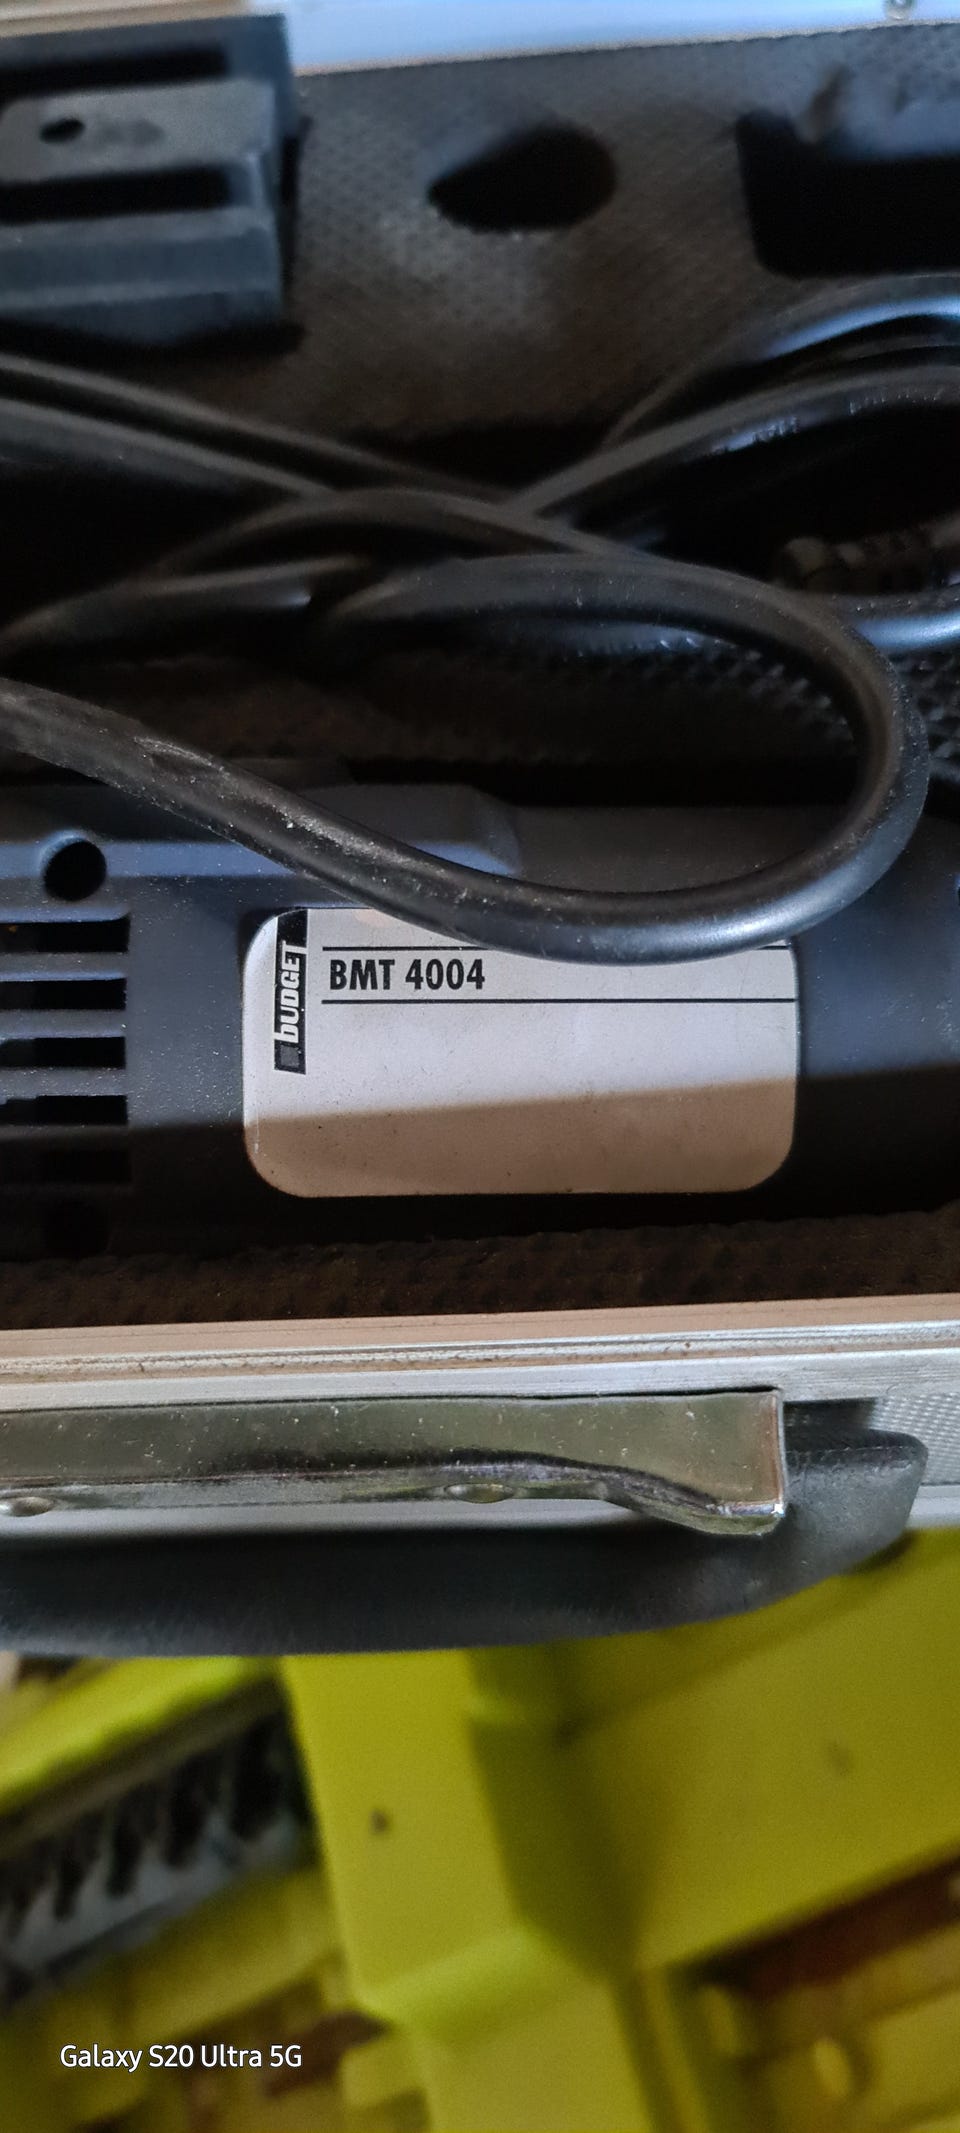 BUDGET
BMT 4004
Galaxy S20 Ultra 5G